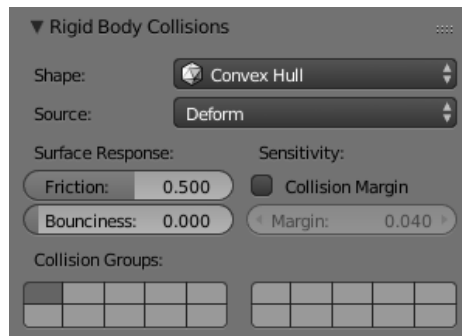 Rigid Body Collisions
Shape: Convex Hull
Source: Deform
Surface Response: Sensitivity:
Friction: 0.500 Collision Margin
Bounciness: 0.000 Margin: 0.040
Collision Groups: